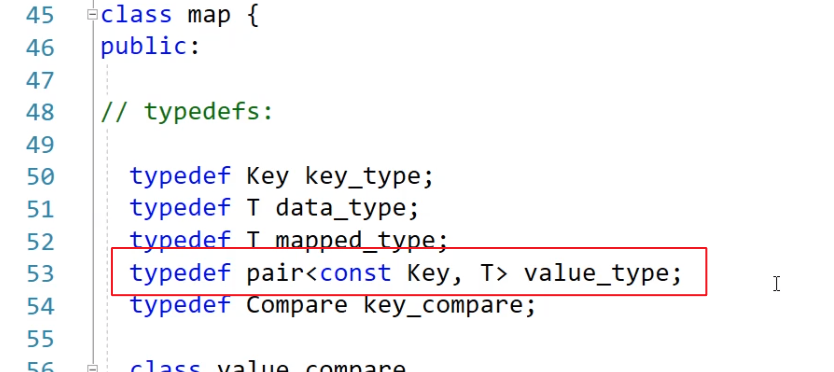 45 class map {
46 public:
47
48 // typedefs:
49
50 typedef Key key_type;
51 typedef T data_type;
52 typedef T mapped_type;
53 typedef pair<const Key, T> value_type;
54 typedef Compare key_compare;
55
56 class value_compare